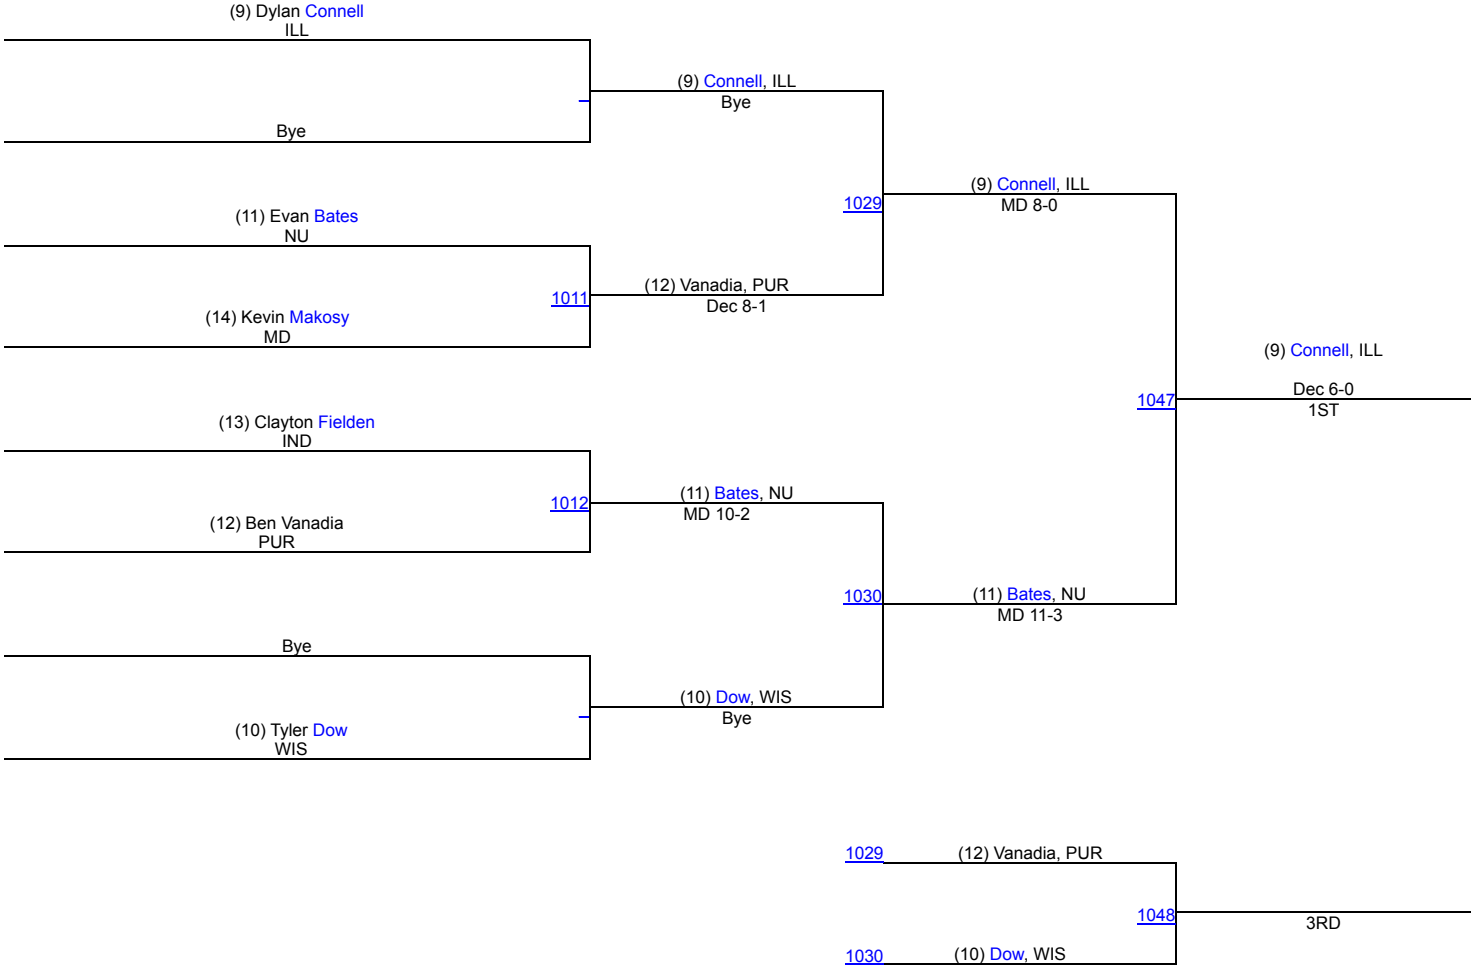 (9) Dylan Connell
ILL
Bye
(9) Connell, ILL
Bye
(11) Evan Bates
NU
(14) Kevin Makosy
MD
1011
(12) Vanadia, PUR
Dec 8-1
1029
(9) Connell, ILL
MD 8-0
(13) Clayton Fielden
IND
(12) Ben Vanadia
PUR
1012
(11) Bates, NU
MD 10-2
Bye
(10) Tyler Dow
WIS
(10) Dow, WIS
Bye
1030
(11) Bates, NU
MD 11-3
1047
(9) Connell, ILL
Dec 6-0
1ST
1029
(12) Vanadia, PUR
1030
(10) Dow, WIS
1048
3RD